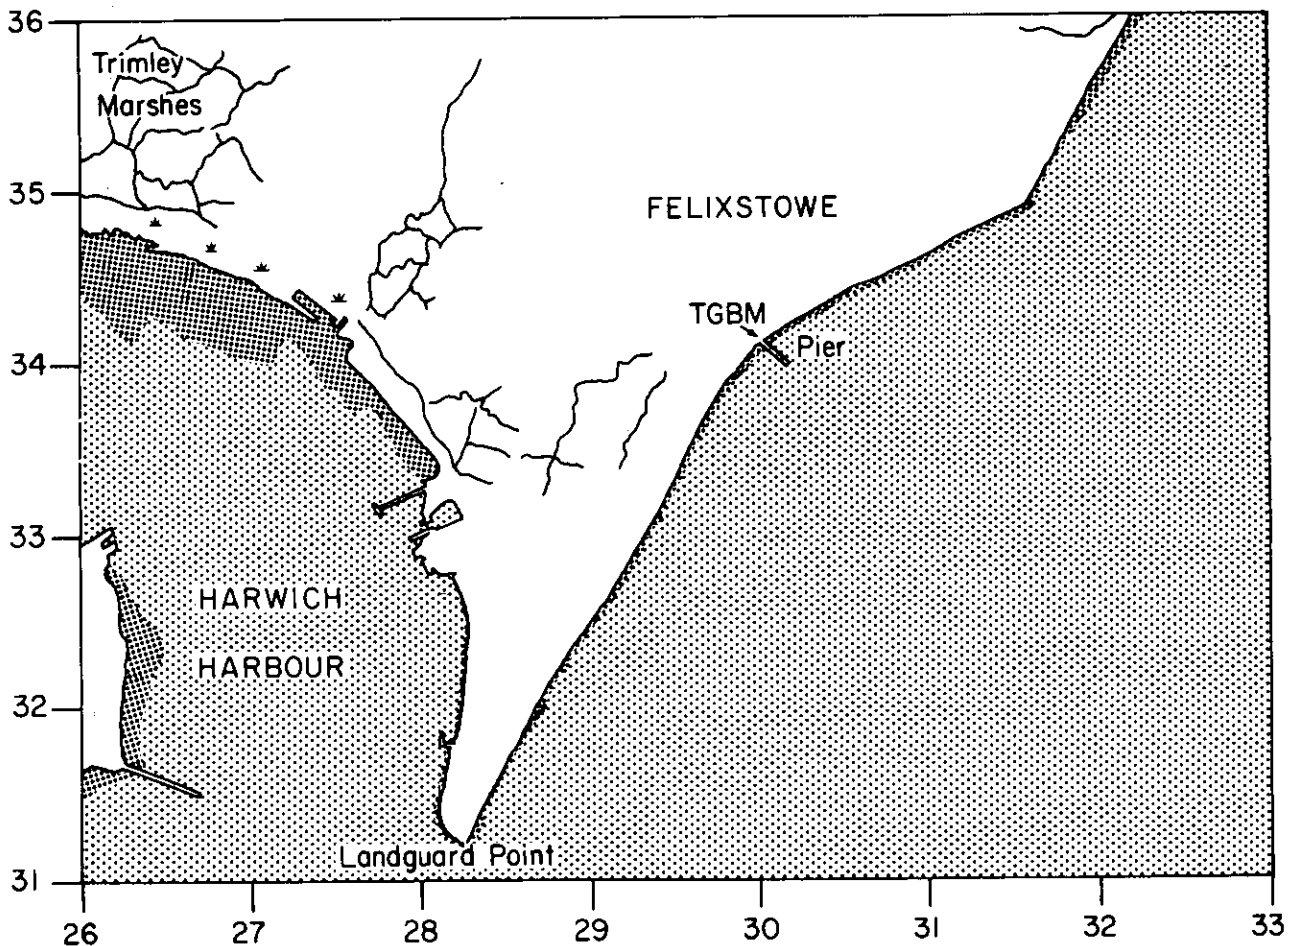 36
Trimley
Marshes
35
FELIXSTOWE
TGBM
Pier
34
33
HARWICH
HARBOUR
32
Landguard Point
31
26 27 28 29 30 31 32 33